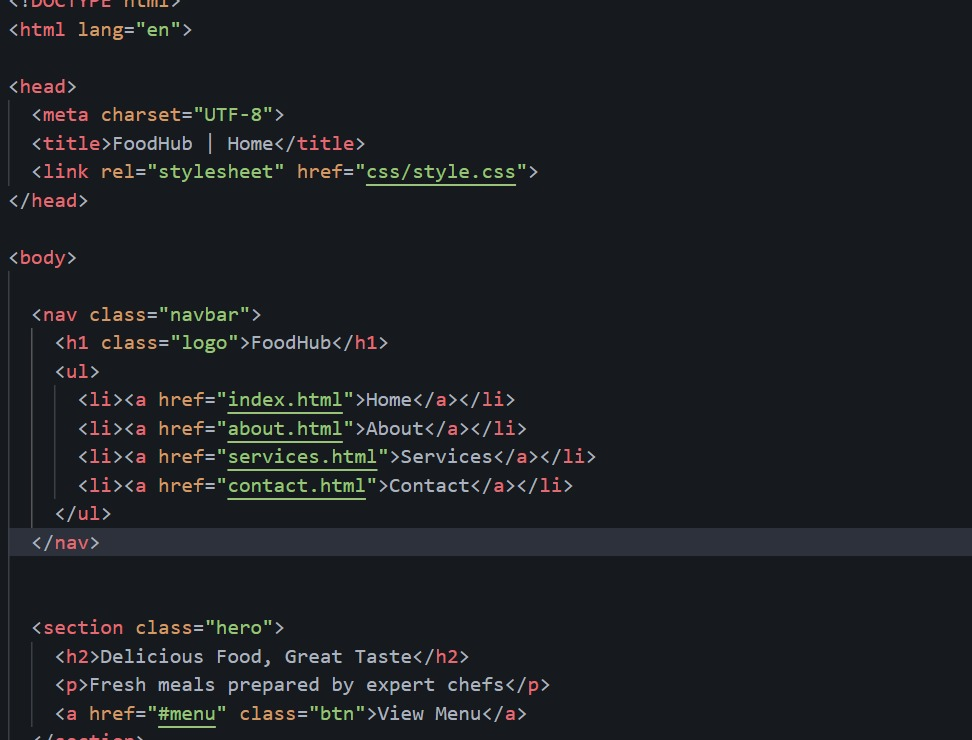 <!DOCTYPE html>
<html lang="en">
<head>
<meta charset="UTF-8">
<title>FoodHub | Home</title>
<link rel="stylesheet" href="css/style.css">
</head>
<body>
<nav class="navbar">
<h1 class="logo">FoodHub</h1>
<ul>
<li><a href="index.html">Home</a></li>
<li><a href="about.html">About</a></li>
<li><a href="services.html">Services</a></li>
<li><a href="contact.html">Contact</a></li>
</ul>
</nav>
<section class="hero">
<h2>Delicious Food, Great Taste</h2>
<p>Fresh meals prepared by expert chefs</p>
<a href="#menu" class="btn">View Menu</a>
</section>